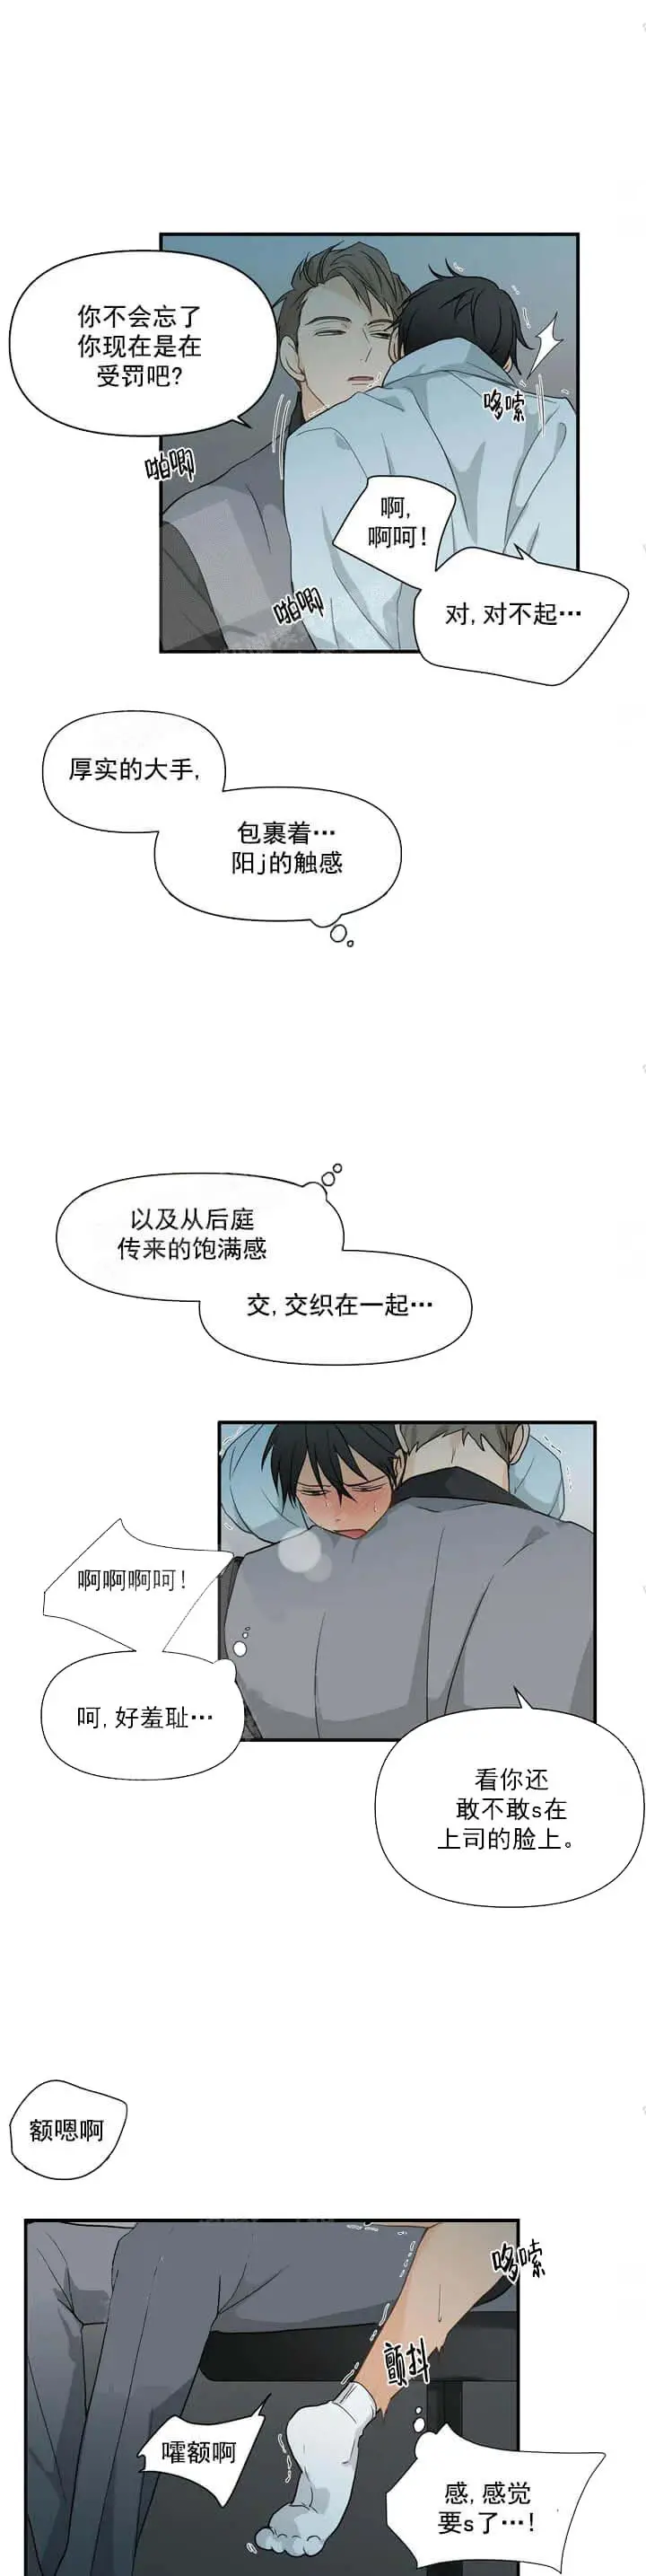 你不会忘了
你现在是在
受罚吧?
哆嗦
啪唧
啊,
啊呵!
啪唧
对,对不起…
厚实的大手,
包裹着…
阳j的触感
以及从后庭
传来的饱满感
交,交织在一起…
啊啊啊呵!
呵,好羞耻…
看你还
敢不敢s在
上司的脸上。
额嗯啊
哆嗦
颤抖
嚯额啊
感,感觉
要s了…!